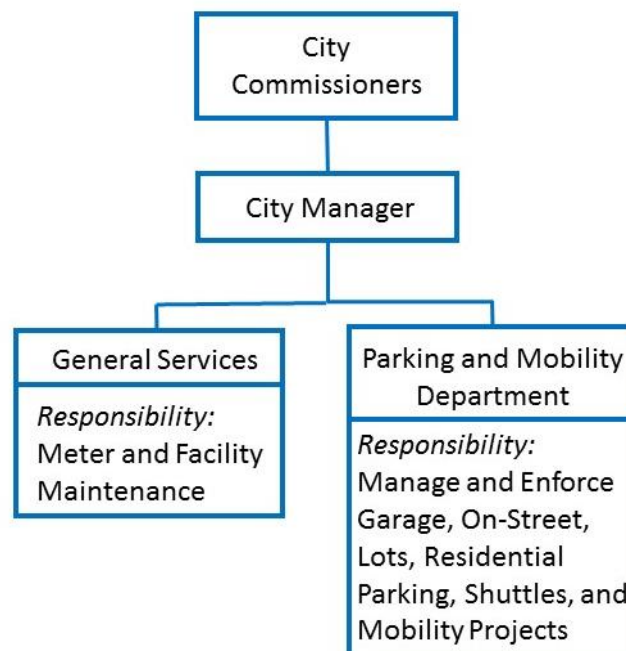 City
Commissioners
City Manager
General Services
Responsibility:
Meter and Facility
Maintenance
Parking and Mobility
Department
Responsibility:
Manage and Enforce
Garage, On-Street,
Lots, Residential
Parking, Shuttles, and
Mobility Projects